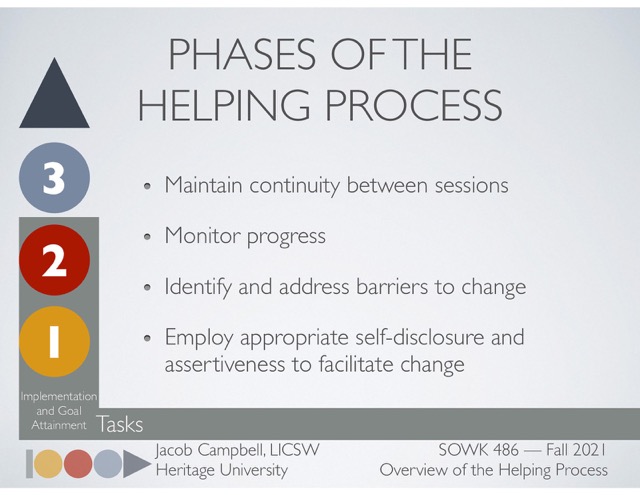 PHASES OF THE
HELPING PROCESS
3
2
1
• Maintain continuity between sessions
• Monitor progress
• Identify and address barriers to change
• Employ appropriate self-disclosure and
assertiveness to facilitate change
Implementation
and Goal
Attainment
Tasks
Jacob Campbell, LICSW
Heritage University
SOWK 486 — Fall 2021
Overview of the Helping Process